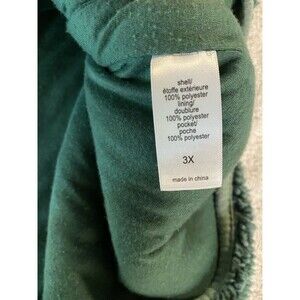 shell/
étoffe extérieure
100% polyester
lining/
doublure
100% polyester
pocket/
poche
100% polyester
3X
made in china